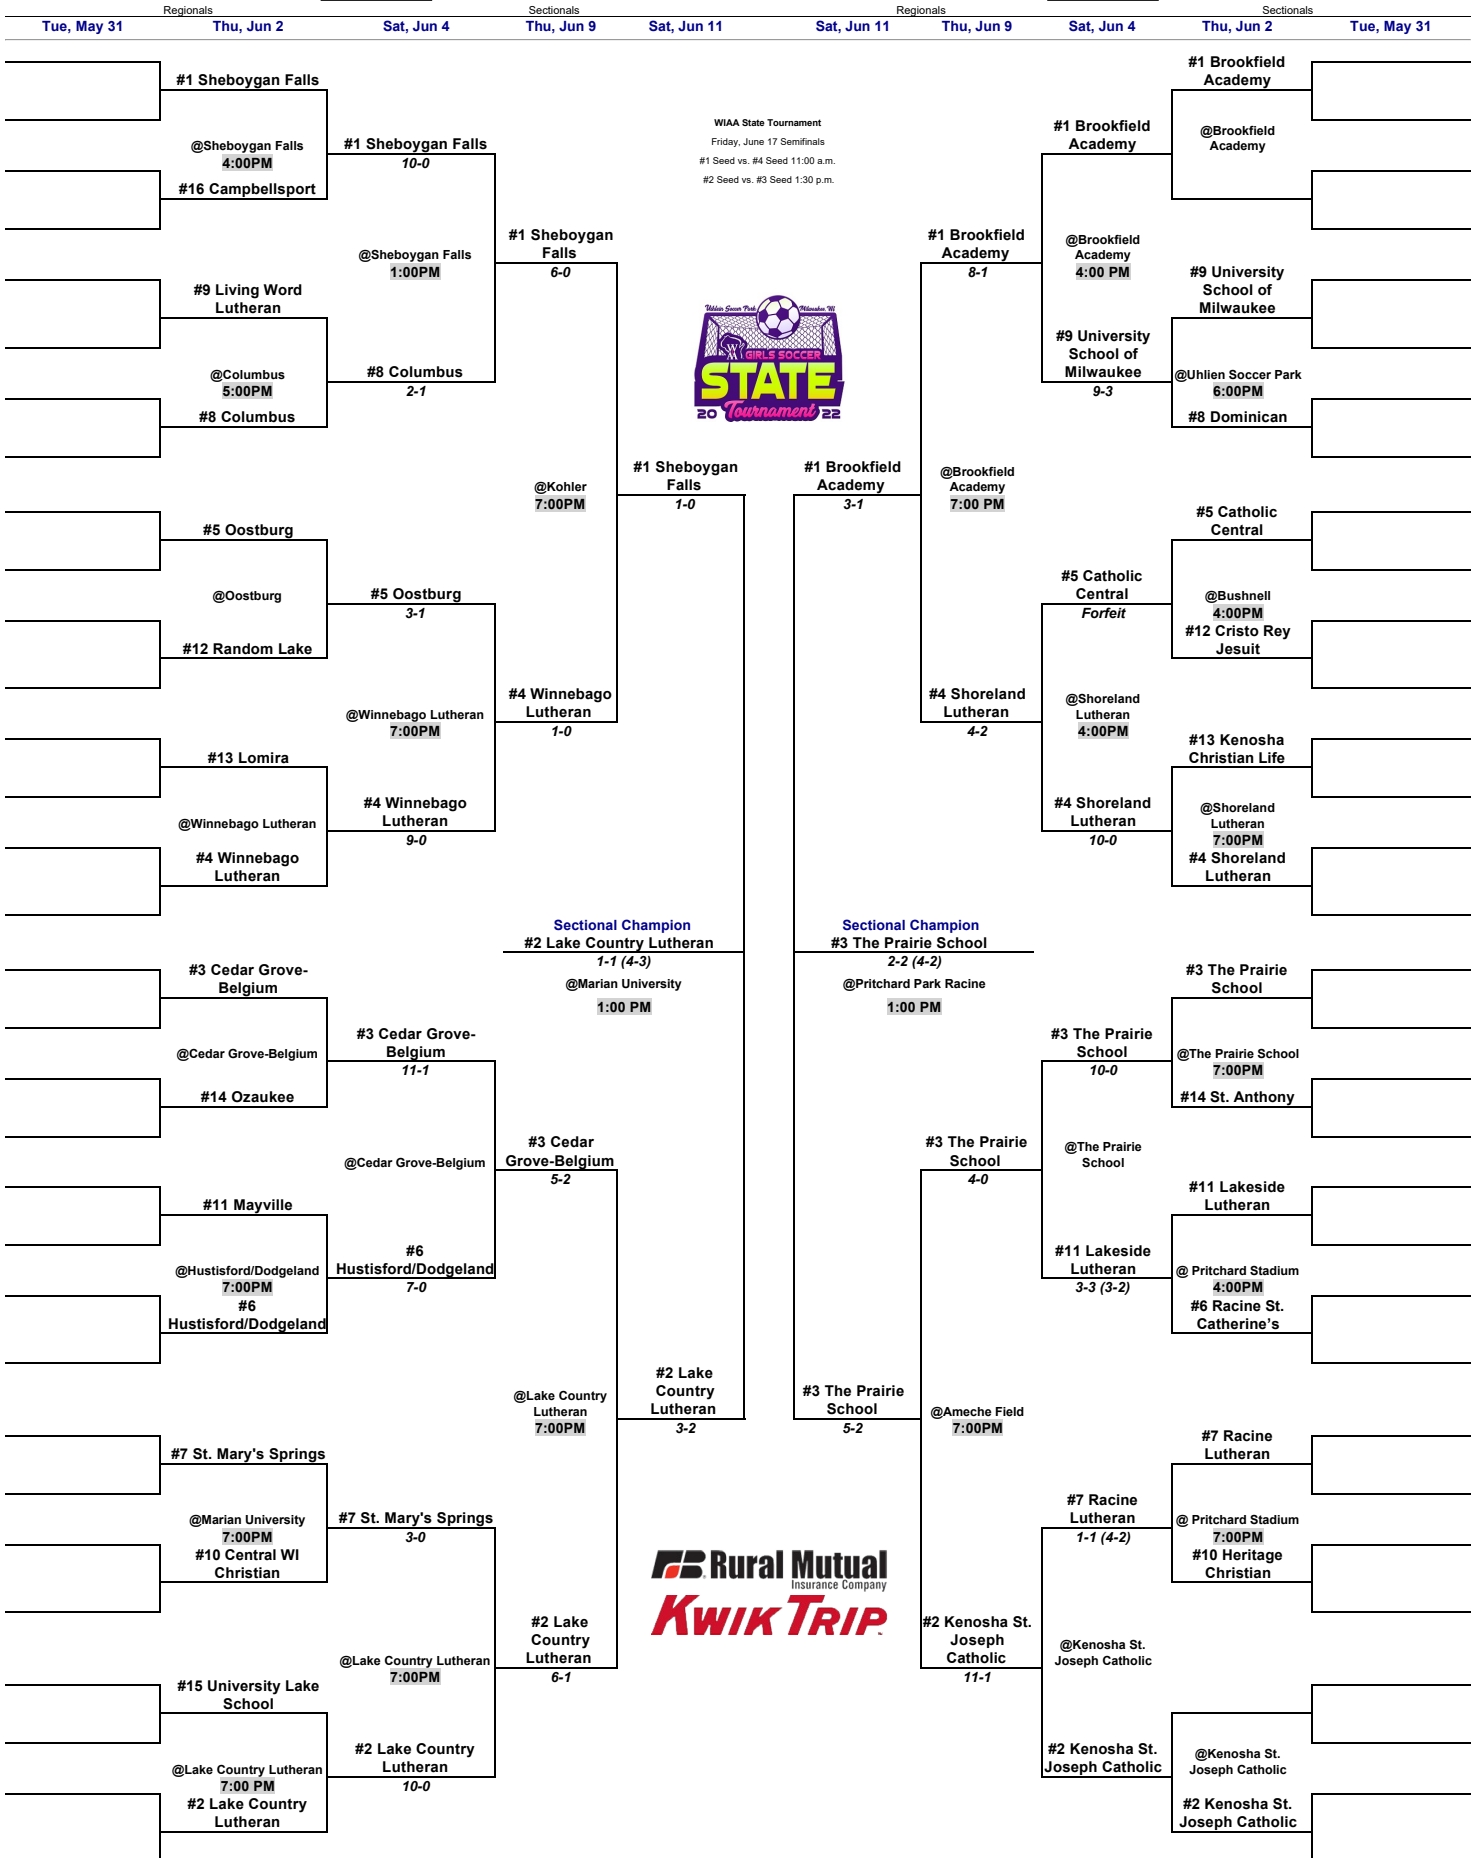 Regionals
Sectionals
Regionals
Sectionals
Tue, May 31
Thu, Jun 2
Sat, Jun 4
Thu, Jun 9
Sat, Jun 11
Sat, Jun 11
Thu, Jun 9
Sat, Jun 4
Thu, Jun 2
Tue, May 31
#1 Sheboygan Falls
@Sheboygan Falls
4:00PM
#16 Campbellsport
#9 Living Word
Lutheran
@Columbus
5:00PM
#8 Columbus
#5 Oostburg
@Oostburg
#12 Random Lake
#13 Lomira
@Winnebago Lutheran
#4 Winnebago
Lutheran
#3 Cedar Grove-
Belgium
@Cedar Grove-Belgium
#14 Ozaukee
#11 Mayville
@Hustisford/Dodgeland
7:00PM
#6
Hustisford/Dodgeland
#7 St. Mary's Springs
@Marian University
7:00PM
#10 Central WI
Christian
#15 University Lake
School
@Lake Country Lutheran
7:00 PM
#2 Lake Country
Lutheran
#1 Sheboygan Falls
10-0
@Sheboygan Falls
1:00PM
#8 Columbus
2-1
#5 Oostburg
3-1
@Winnebago Lutheran
7:00PM
#4 Winnebago
Lutheran
9-0
#3 Cedar Grove-
Belgium
11-1
@Cedar Grove-Belgium
#6
Hustisford/Dodgeland
7-0
#7 St. Mary's Springs
3-0
@Lake Country Lutheran
7:00PM
#2 Lake Country
Lutheran
10-0
#1 Sheboygan
Falls
6-0
@Kohler
7:00PM
#4 Winnebago
Lutheran
1-0
#3 Cedar
Grove-Belgium
5-2
@Lake Country
Lutheran
7:00PM
#2 Lake
Country
Lutheran
6-1
#1 Sheboygan
Falls
1-0
Sectional Champion
#2 Lake Country Lutheran
1-1 (4-3)
@Marian University
1:00 PM
#2 Lake
Country
Lutheran
3-2
WIAA State Tournament
Friday, June 17 Semifinals
#1 Seed vs. #4 Seed 11:00 a.m.
#2 Seed vs. #3 Seed 1:30 p.m.
Uihlein Soccer Park
Milwaukee, WI
GIRLS SOCCER
STATE
20 Tournament 22
Rural Mutual
Insurance Company
KWIK TRIP
#1 Brookfield
Academy
3-1
Sectional Champion
#3 The Prairie School
2-2 (4-2)
@Pritchard Park Racine
1:00 PM
#3 The Prairie
School
5-2
#1 Brookfield
Academy
8-1
@Brookfield
Academy
7:00 PM
#4 Shoreland
Lutheran
4-2
#3 The Prairie
School
4-0
@Ameche Field
7:00PM
#2 Kenosha St.
Joseph
Catholic
11-1
#1 Brookfield
Academy
@Brookfield
Academy
4:00 PM
#9 University
School of
Milwaukee
9-3
#5 Catholic
Central
Forfeit
@Shoreland
Lutheran
4:00PM
#4 Shoreland
Lutheran
10-0
#3 The Prairie
School
10-0
@The Prairie
School
#11 Lakeside
Lutheran
3-3 (3-2)
#7 Racine
Lutheran
1-1 (4-2)
@Kenosha St.
Joseph Catholic
#2 Kenosha St.
Joseph Catholic
#1 Brookfield
Academy
@Brookfield
Academy
#9 University
School of
Milwaukee
@Uhlien Soccer Park
6:00PM
#8 Dominican
#5 Catholic
Central
@Bushnell
4:00PM
#12 Cristo Rey
Jesuit
#13 Kenosha
Christian Life
@Shoreland
Lutheran
7:00PM
#4 Shoreland
Lutheran
#3 The Prairie
School
@The Prairie School
7:00PM
#14 St. Anthony
#11 Lakeside
Lutheran
@ Pritchard Stadium
4:00PM
#6 Racine St.
Catherine's
#7 Racine
Lutheran
@ Pritchard Stadium
7:00PM
#10 Heritage
Christian
@Kenosha St.
Joseph Catholic
#2 Kenosha St.
Joseph Catholic